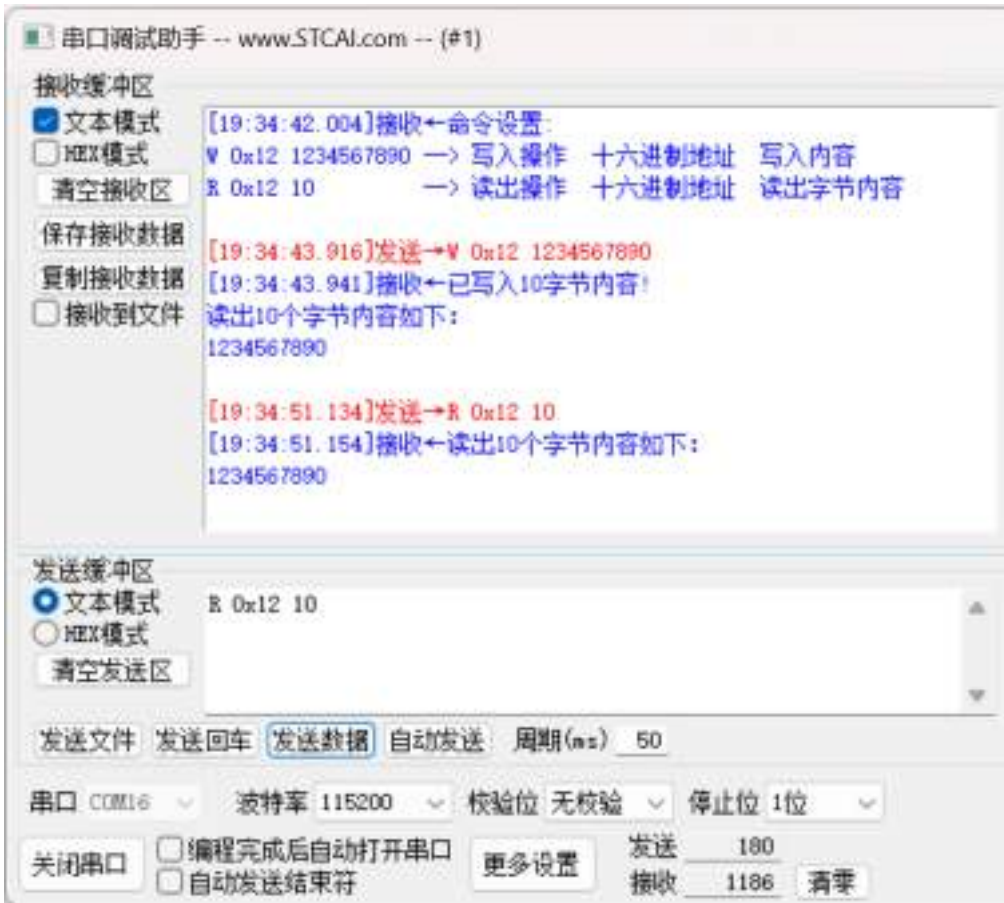 串口调试助手 -- www.STCAI.com -- (#1)
接收缓冲区
文本模式
HEX模式
清空接收区
保存接收数据
复制接收数据
接收到文件
[19:34:42.004]接收←命令设置:
W 0x12 1234567890 —> 写入操作 十六进制地址 写入内容
R 0x12 10 —> 读出操作 十六进制地址 读出字节内容
[19:34:43.916]发送→W 0x12 1234567890
[19:34:43.941]接收←已写入10字节内容!
读出10个字节内容如下:
1234567890
[19:34:51.134]发送→R 0x12 10
[19:34:51.154]接收←读出10个字节内容如下:
1234567890
发送缓冲区
文本模式
HEX模式
清空发送区
R 0x12 10
发送文件 发送回车 发送数据 自动发送 周期(ms) 50
串口 COM16 波特率 115200 校验位 无校验 停止位 1位
关闭串口
编程完成后自动打开串口
自动发送结束符
更多设置
发送 180
接收 1186 清零